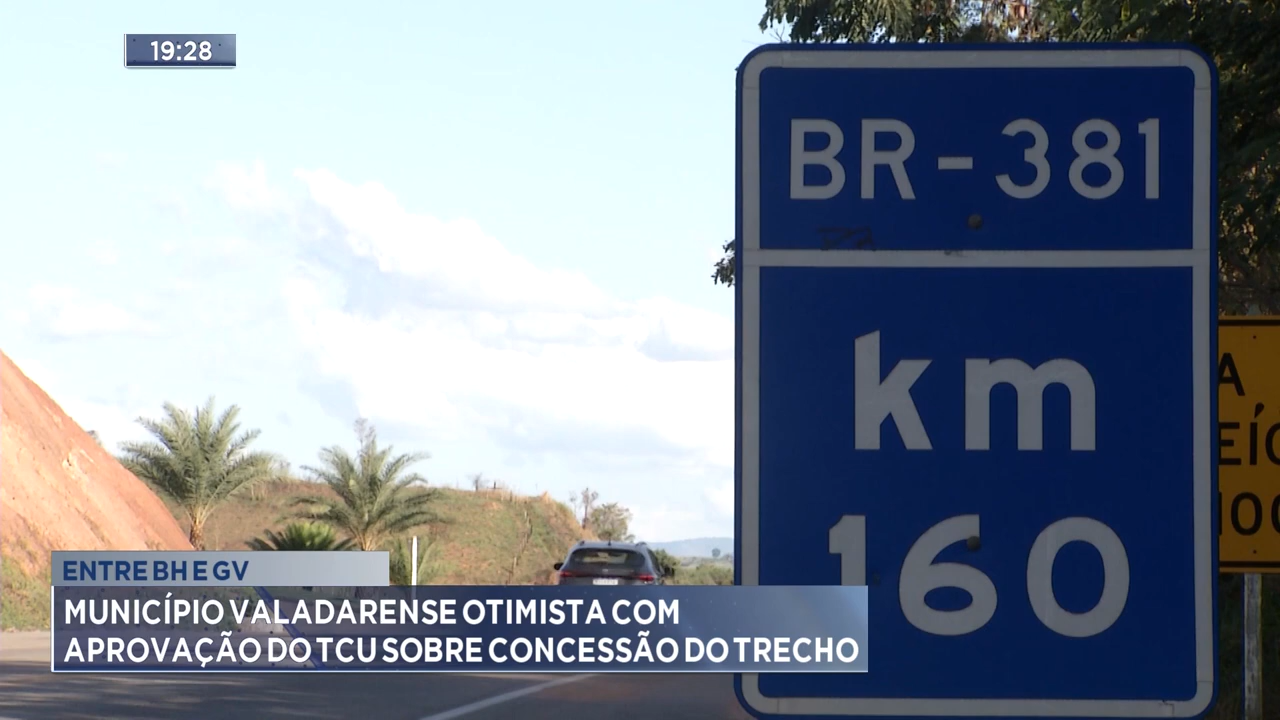 19:28
BR-381
km
160
A
ENTRE BH E GV
MUNICÍPIO VALADARENSE OTIMISTA COM
APROVAÇÃO DO TCU SOBRE CONCESSÃO DO TRECHO